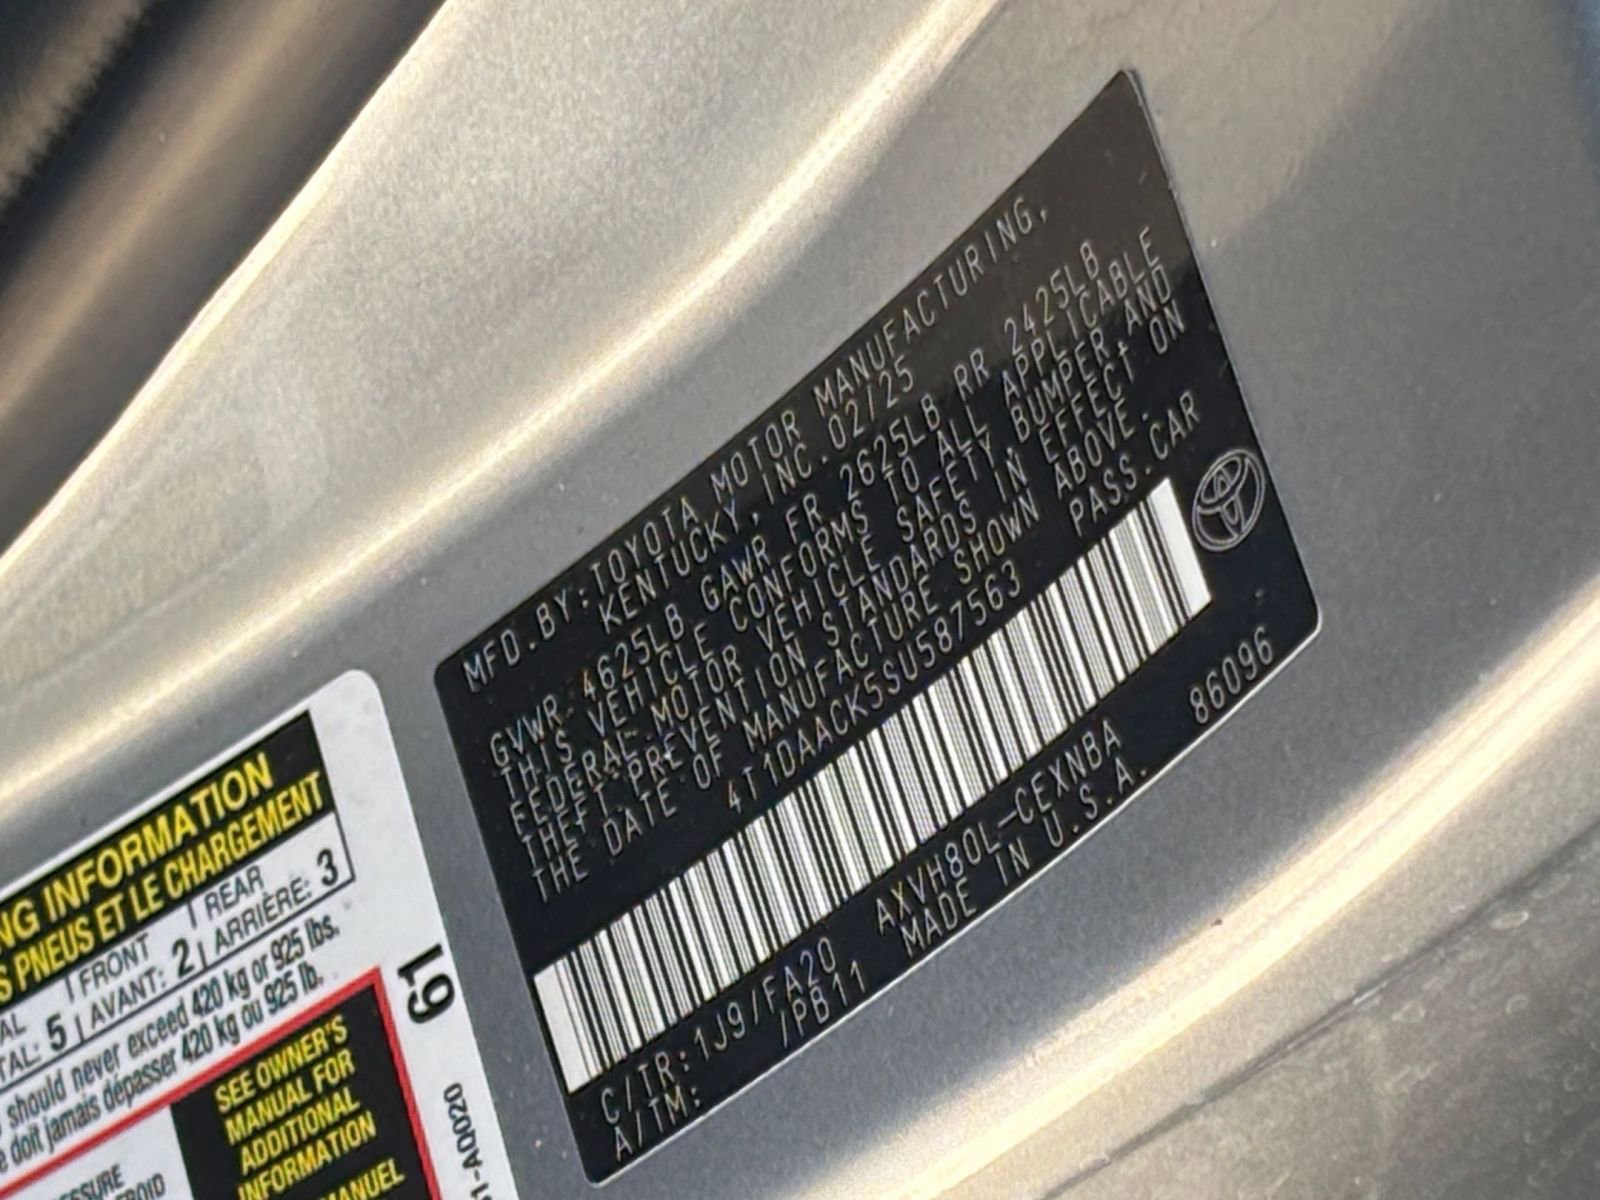 MFD.BY:TOYOTA MOTOR MANUFACTURING,
KENTUCKY, INC. 02/25
GVWR 4625LB GAWR FR 2625LB RR 2425LB
THIS VEHICLE CONFORMS TO ALL APPLICABLE
FEDERAL MOTOR VEHICLE SAFETY, BUMPER, AND
THEFT PREVENTION STANDARDS IN EFFECT ON
THE DATE OF MANUFACTURE SHOWN ABOVE.
4T1DAACK5SU587563 PASS.CAR
86096
C/TR:1J9/FA20 AXVH80L-CEXNBA
A/TM: /PB11 MADE IN U.S.A.
NG INFORMATION
S PNEUS ET LE CHARGEMENT
FRONT REAR
TAL: 5 AVANT: 2 ARRIÈRE: 3
should never exceed 420 kg or 925 lbs.
doit jamais dépasser 420 kg ou 925 lb.
SEE OWNER'S
MANUAL FOR
ADDITIONAL
INFORMATION
MANUEL
61